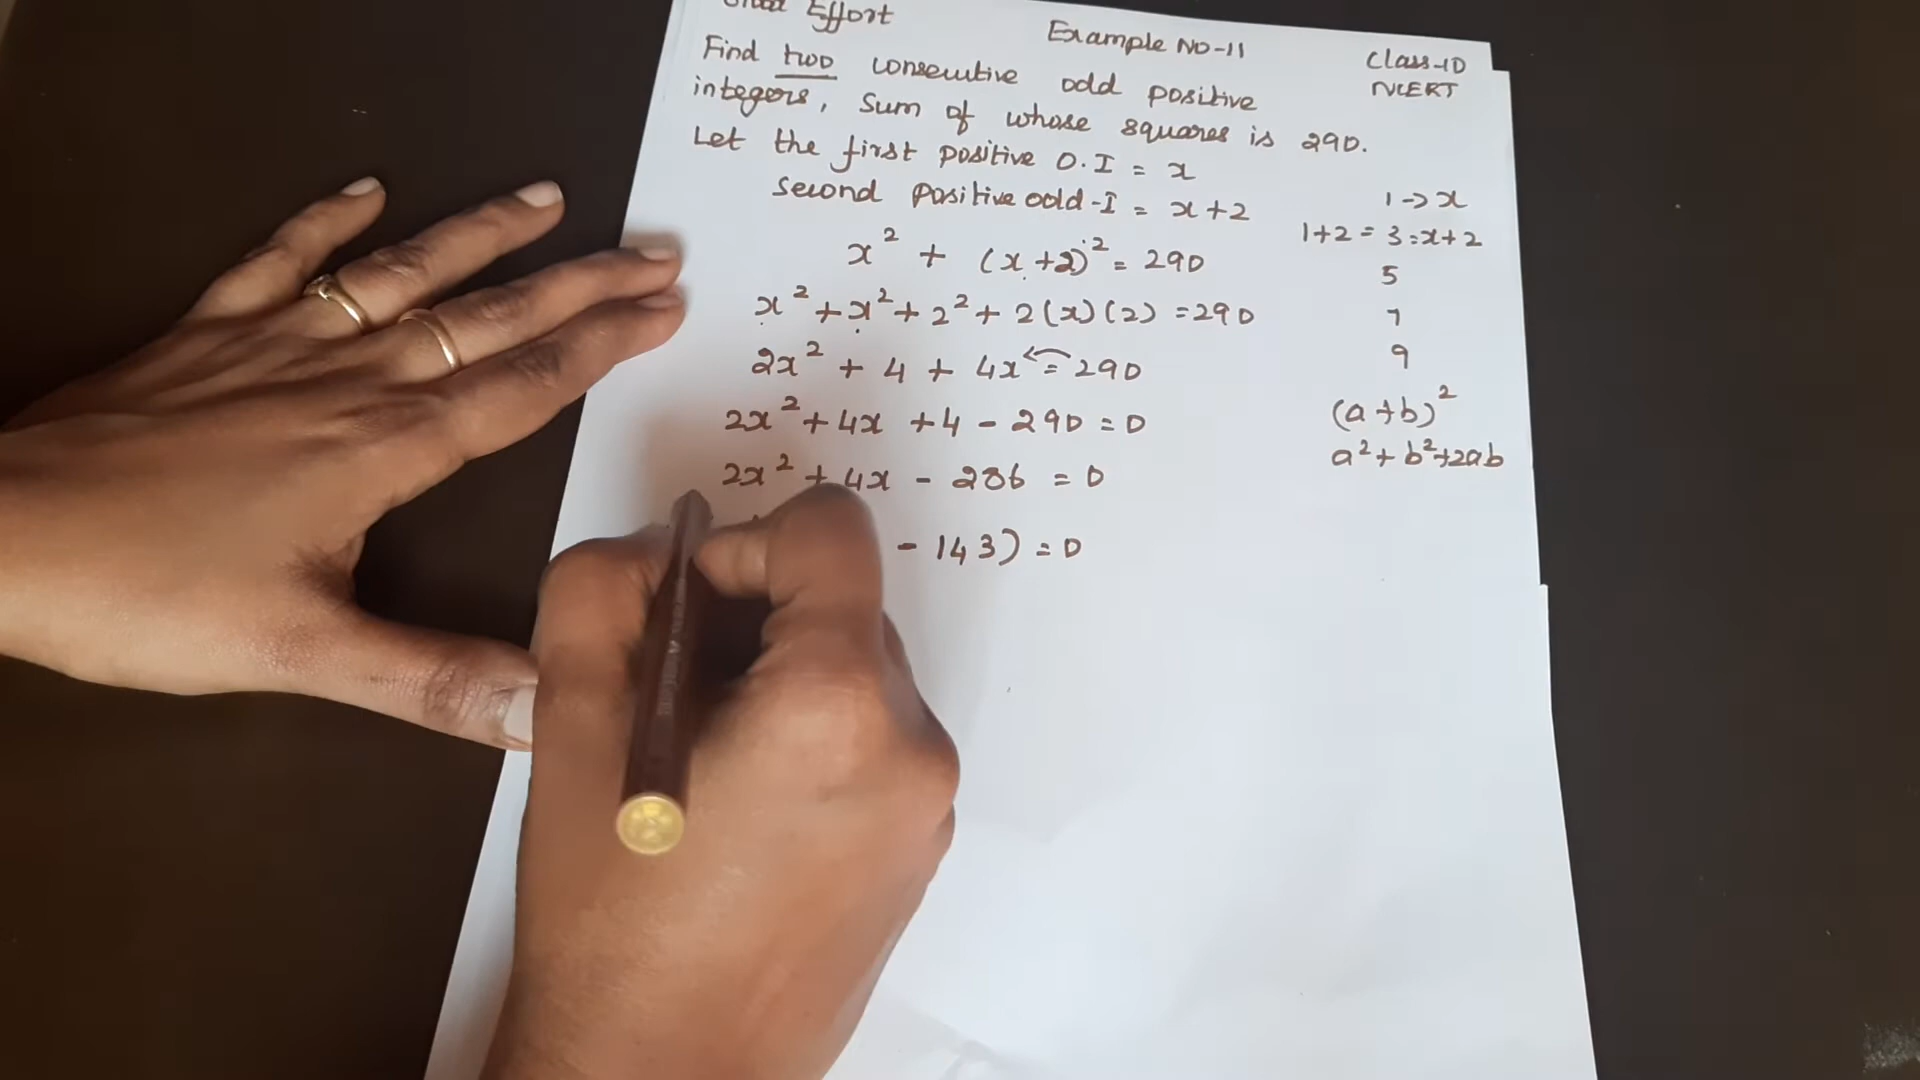 Effort
Example NO-11
Class-10
NCERT
Find two consecutive odd positive
integers, Sum of whose squares is 290.
Let the first positive O.I = x
Second positive odd-I = x+2
1 -> x
1+2 = 3 = x+2
5
7
9
x² + (x+2)² = 290
x² + x² + 2² + 2(x)(2) = 290
2x² + 4 + 4x = 290
2x² + 4x + 4 - 290 = 0
2x² + 4x - 286 = 0
- 143) = 0
(a+b)²
a² + b² + 2ab